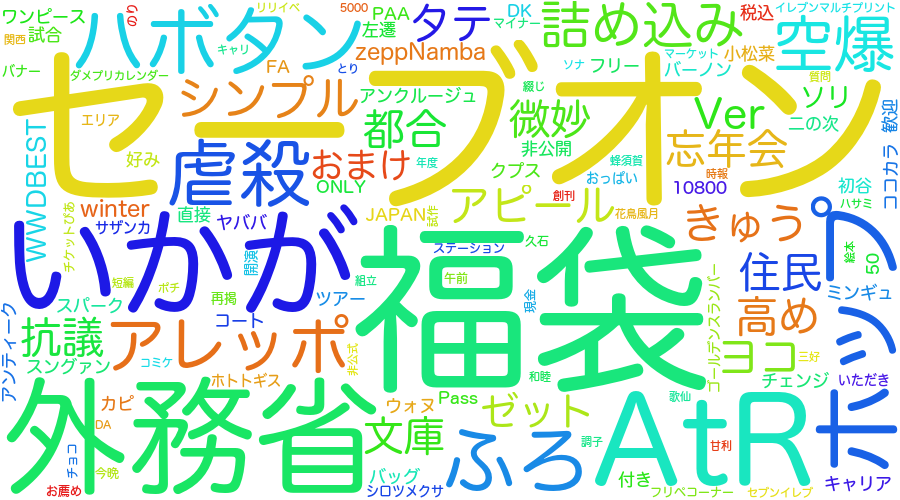 ワンピース
関西
試合
バナー
ゆり
ハボタン
キャリ
リリイベ
5000
ダメプリカレンダー
FA
とり
PAA
左遷
タテ
zeppNamba
DK
マイナー
詰め込み
税込
イレブンマルチプリント
空爆
綴じ
ソナ
フリー
マーケット
バーノン
小松菜
質問
ソリ
セブンイレブ
セ
ー
ブオン
エリア
シンプル
アンクルージュ
都合
微妙
非公開
Ver
二の次
歓迎
ココカラ
WWDBEST
好み
虐殺
おまけ
ONLY
年度
クプス
蜂須賀
おっぱい
忘年会
時報
10800
初谷
ハサミ
チケットぴあ
winter
サザンカ
直接
ヤババ
JAPAN
試作
アピール
創刊
花鳥風月
きゅう
いかが
開演
ステーション
久石
福袋
住民
絵本
50
ホップ
短編
ポチ
再掲
組立
午前
現金
ゴールデンスランバー
ミンギュ
アンティーク
スパーク
コート
ツアー
抗議
アレッポ
高め
スングァン
コミケ
ホトトギス
非公式
和睦
ヨコ
三好
チェンジ
いただき
外務省
カピ
DA
ウォヌ
Pass
ゼット
歌仙
AtR
文庫
ふろ
調子
甘利
チョコ
今晩
お薦め
バッグ
シロツメクサ
付き
フリペコーナー
キャリア